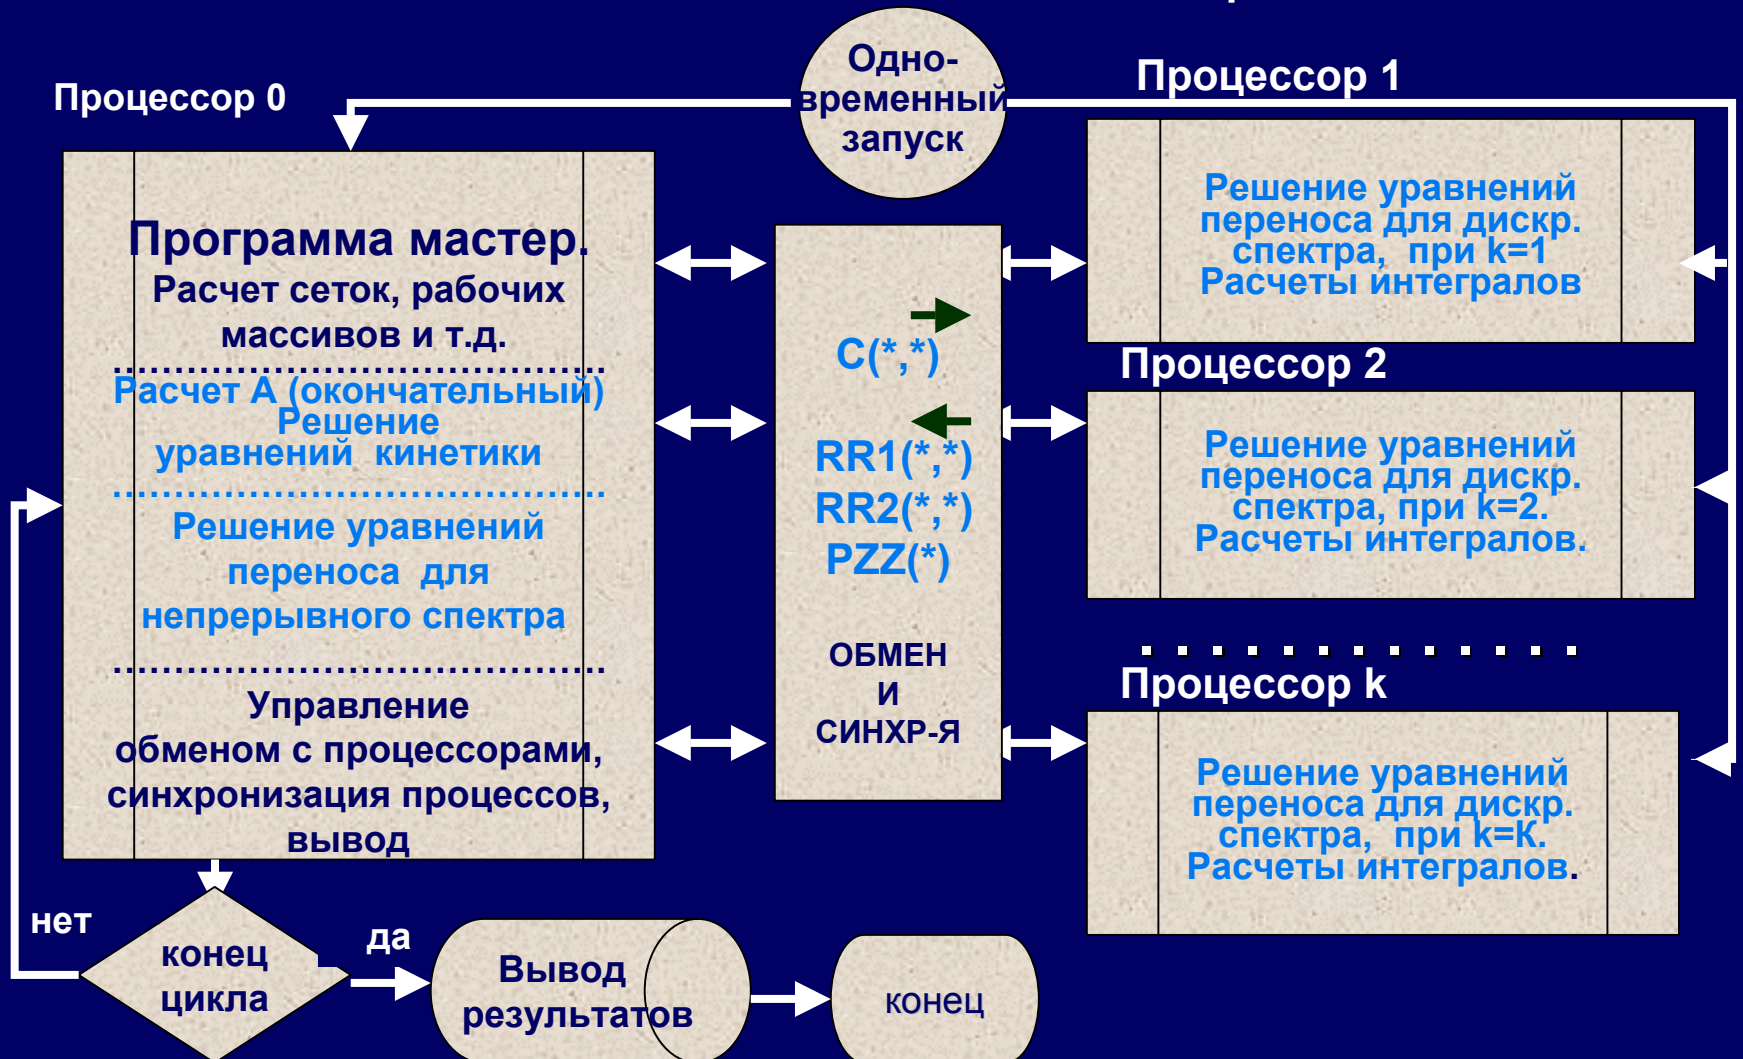 Одно-
временный
запуск
Процессор 0
Программа мастер.
Расчет сеток, рабочих
массивов и т.д.
......................................
Расчет А (окончательный)
Решение
уравнений кинетики
......................................
Решение уравнений
переноса для
непрерывного спектра
......................................
Управление
обменом с процессорами,
синхронизация процессов,
вывод
C(*,*)
RR1(*,*)
RR2(*,*)
PZZ(*)
ОБМЕН
И
СИНХР-Я
Процессор 1
Решение уравнений
переноса для дискр.
спектра, при k=1
Расчеты интегралов
Процессор 2
Решение уравнений
переноса для дискр.
спектра, при k=2.
Расчеты интегралов.
. . . . . . . . . . . . .
Процессор k
Решение уравнений
переноса для дискр.
спектра, при k=К.
Расчеты интегралов.
нет
конец
цикла
да
Вывод
результатов
конец